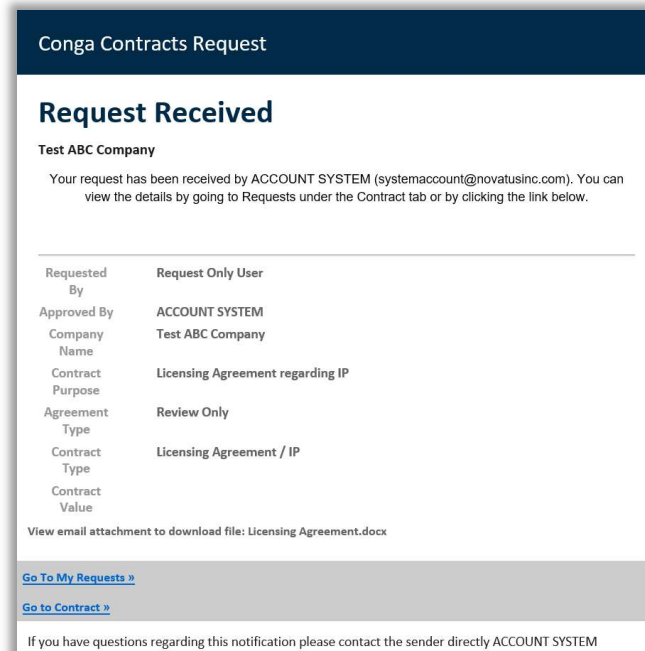 Conga Contracts Request
Request Received
Test ABC Company
Your request has been received by ACCOUNT SYSTEM (systemaccount@novatusinc.com). You can
view the details by going to Requests under the Contract tab or by clicking the link below.
Requested
By
Request Only User
Approved By
ACCOUNT SYSTEM
Company
Name
Test ABC Company
Contract
Purpose
Licensing Agreement regarding IP
Agreement
Type
Review Only
Contract
Type
Licensing Agreement / IP
Contract
Value
View email attachment to download file: Licensing Agreement.docx
Go To My Requests »
Go to Contract »
If you have questions regarding this notification please contact the sender directly ACCOUNT SYSTEM